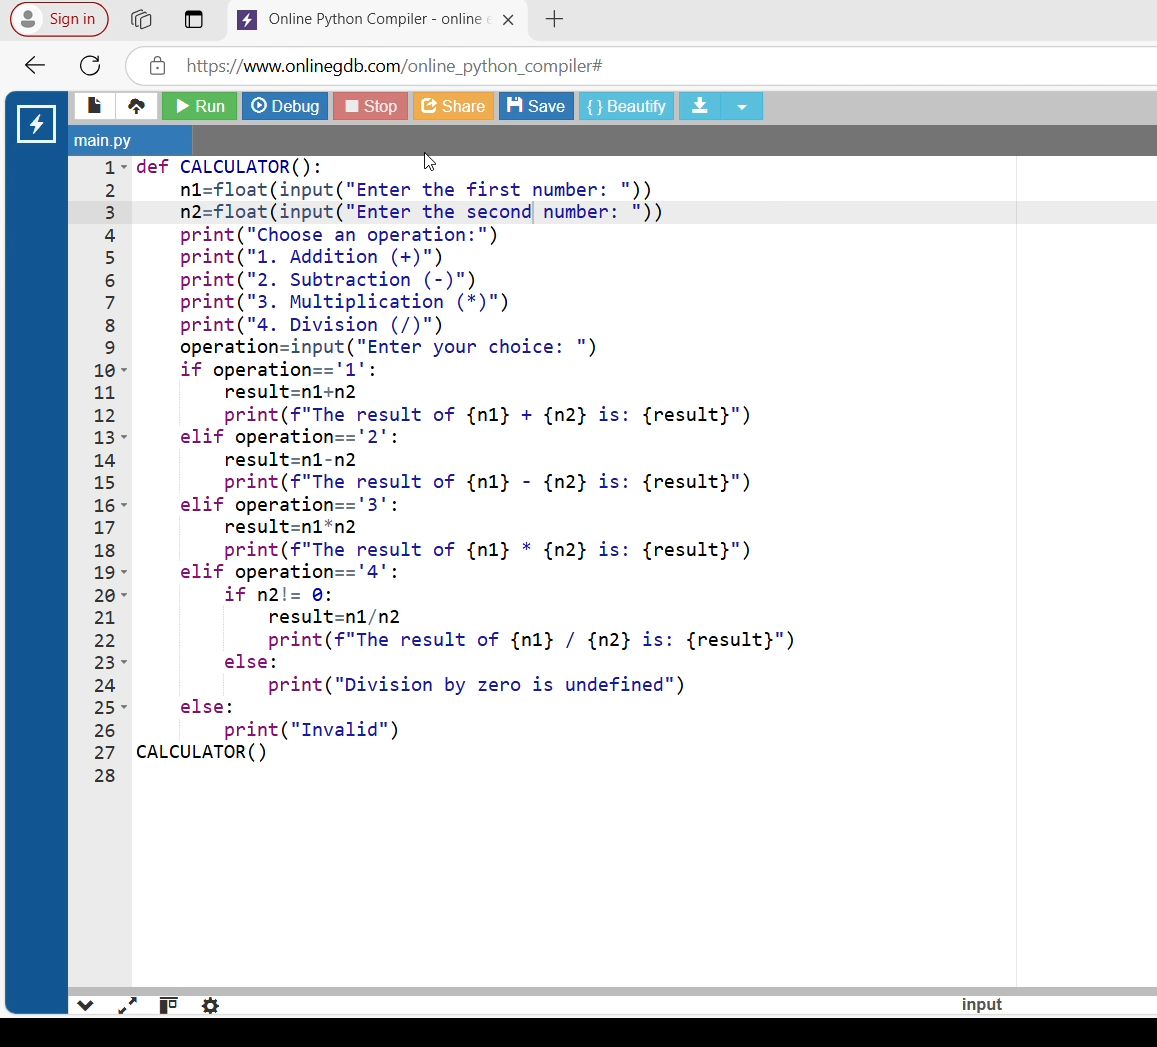 Sign in
Online Python Compiler - online
https://www.onlinegdb.com/online_python_compiler#
Run Debug Stop Share Save { } Beautify
main.py
1 def CALCULATOR():
2     n1=float(input("Enter the first number: "))
3     n2=float(input("Enter the second number: "))
4     print("Choose an operation:")
5     print("1. Addition (+)")
6     print("2. Subtraction (-)")
7     print("3. Multiplication (*)")
8     print("4. Division (/)")
9     operation=input("Enter your choice: ")
10     if operation=='1':
11         result=n1+n2
12         print(f"The result of {n1} + {n2} is: {result}")
13     elif operation=='2':
14         result=n1-n2
15         print(f"The result of {n1} - {n2} is: {result}")
16     elif operation=='3':
17         result=n1*n2
18         print(f"The result of {n1} * {n2} is: {result}")
19     elif operation=='4':
20         if n2!= 0:
21             result=n1/n2
22             print(f"The result of {n1} / {n2} is: {result}")
23         else:
24             print("Division by zero is undefined")
25     else:
26         print("Invalid")
27 CALCULATOR()
28
input